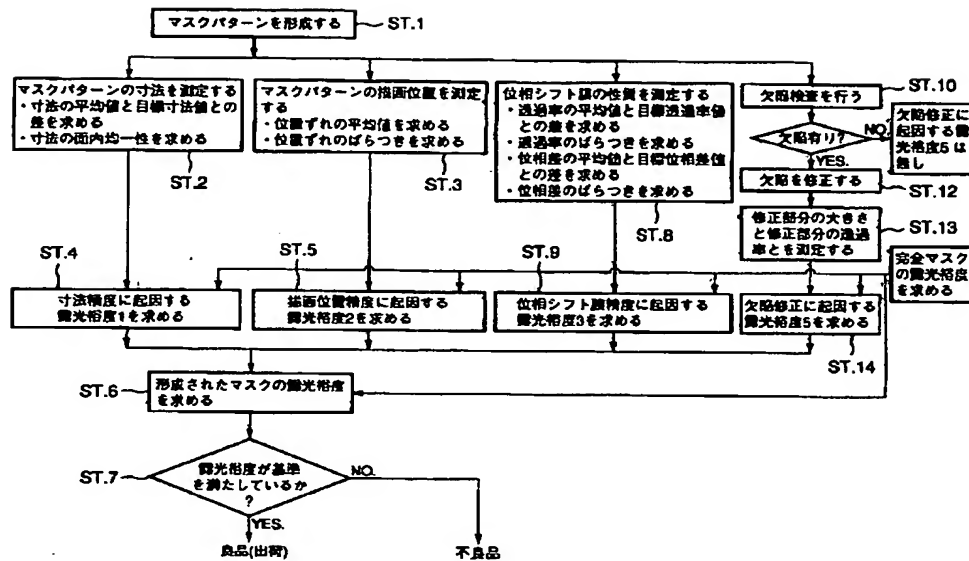 マスクパターンを形成する
ST.1
マスクパターンの寸法を測定する
・寸法の平均値と目標寸法値との
差を求める
・寸法の面内均一性を求める
ST.2
マスクパターンの描画位置を測定
する
・位置ずれの平均値を求める
・位置ずれのばらつきを求める
ST.3
位相シフト膜の性質を測定する
・透過率の平均値と目標透過率値
との差を求める
・透過率のばらつきを求める
・位相差の平均値と目標位相差値
との差を求める
・位相差のばらつきを求める
ST.8
ST.10
欠陥検査を行う
欠陥有り?
NO.
欠陥修正に
起因する露
光裕度5は
無し
YES.
欠陥を修正する
ST.12
修正部分の大きさ
と修正部分の透過
率とを測定する
ST.13
完全マスク
の露光裕度
を求める
ST.4
寸法精度に起因する
露光裕度1を求める
ST.5
描画位置精度に起因する
露光裕度2を求める
ST.9
位相シフト膜精度に起因する
露光裕度3を求める
欠陥修正に起因する
露光裕度5を求める
ST.14
ST.6
形成されたマスクの露光裕度
を求める
ST.7
露光裕度が基準
を満たしているか
?
NO.
YES.
良品(出荷)
不良品